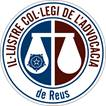 IL·LUSTRE COL·LEGI DE L'ADVOCACIA
de Reus